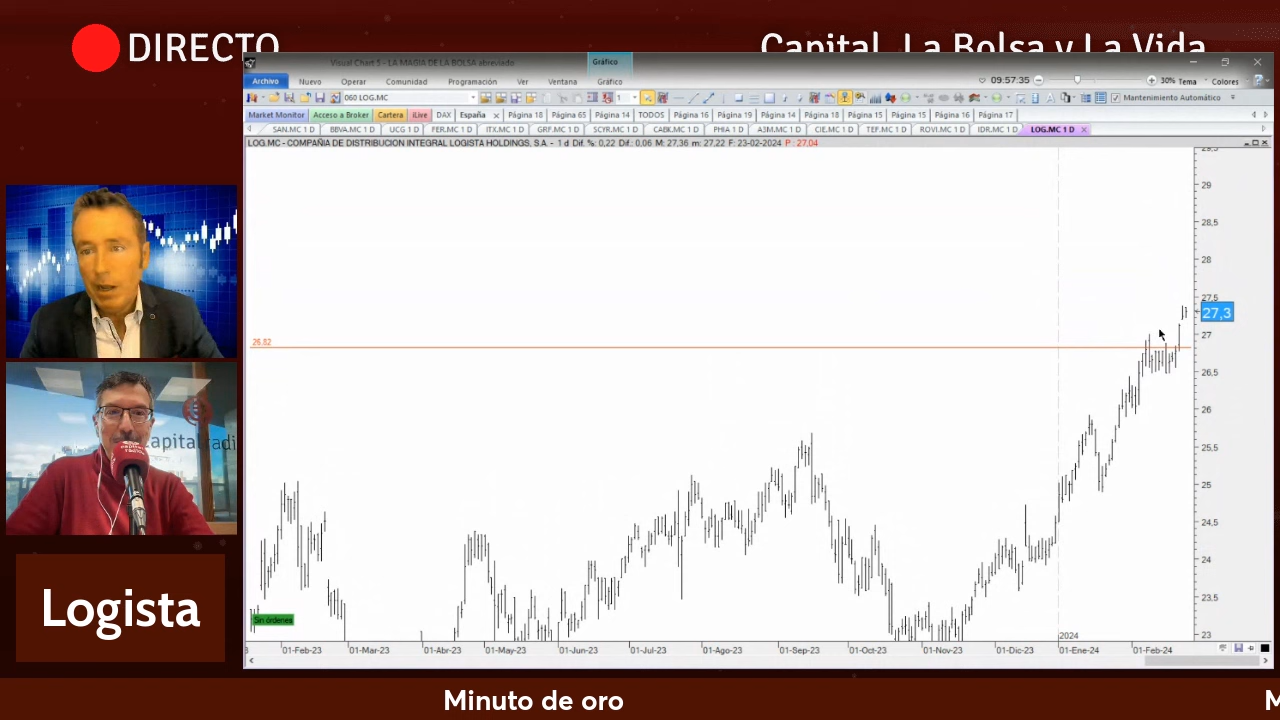 DIRECTO
Capital, La Bolsa y La Vida
Visual Chart 5 - LA MAGIA DE LA BOLSA abreviado
Gráfico
Archivo Nuevo Operar Comunidad Programación Ver Ventana Gráfico
09:57:35 30% Tema Colores
060 LOG.MC
1
Mantenimiento Automático
Market Monitor Acceso a Broker Cartera iLive DAX España Página 18 Página 65 Página 14 TODOS Página 16 Página 19 Página 14 Página 18 Página 15 Página 15 Página 16 Página 17
SAN.MC 1 D BBVA.MC 1 D UCG 1 D FER.MC 1 D ITX.MC 1 D GRF.MC 1 D SCYR.MC 1 D CABK.MC 1 D PHIA 1 D A3M.MC 1 D CIE.MC 1 D TEF.MC 1 D ROVI.MC 1 D IDR.MC 1 D LOG.MC 1 D
LOG.MC - COMPAÑIA DE DISTRIBUCION INTEGRAL LOGISTA HOLDINGS, S.A. - 1 d Dif. %: 0,22 Dif.: 0,06 M: 27,36 m: 27,22 F: 23-02-2024 P : 27,04
29,5
29
28,5
28
27,5
27,3
27
26.82
26,5
26
25,5
25
24,5
24
23,5
23
Sin órdenes
2024
01-Feb-23 01-Mar-23 01-Abr-23 01-May-23 01-Jun-23 01-Jul-23 01-Ago-23 01-Sep-23 01-Oct-23 01-Nov-23 01-Dic-23 01-Ene-24 01-Feb-24
Logista
Minuto de oro